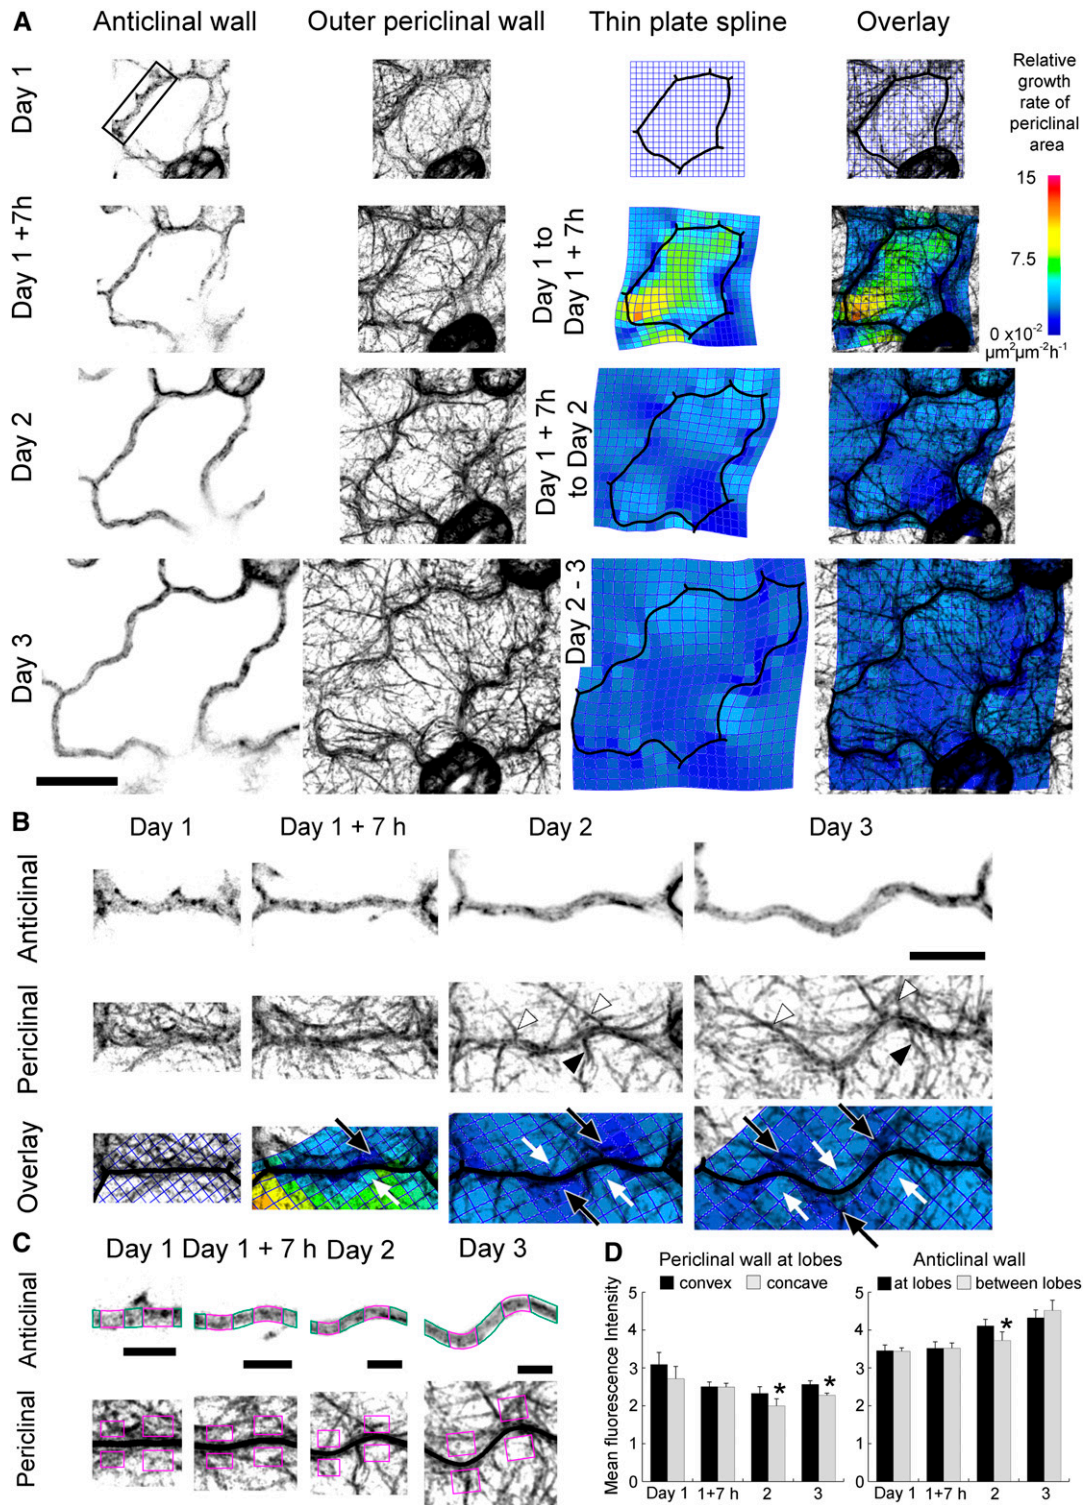 A
Anticlinal wall
Outer periclinal wall
Thin plate spline
Overlay
Day 1
Relative
growth
rate of
periclinal
area
15
7.5
0 x10⁻²
µm²µm⁻²h⁻¹
Day 1 +7h
Day 1 to
Day 1 + 7h
Day 2
Day 1 + 7h
to Day 2
Day 3
Day 2 - 3
B
Day 1
Day 1 + 7 h
Day 2
Day 3
Anticlinal
Periclinal
Overlay
C
Day 1
Day 1 + 7 h
Day 2
Day 3
Anticlinal
Periclinal
D
Periclinal wall at lobes
convex
concave
Anticlinal wall
at lobes
between lobes
Mean fluorescence Intensity
5
4
3
2
1
0
* *
Day 1 1+7 h 2 3
5
4
3
2
1
0
*
Day 1 1+7 h 2 3